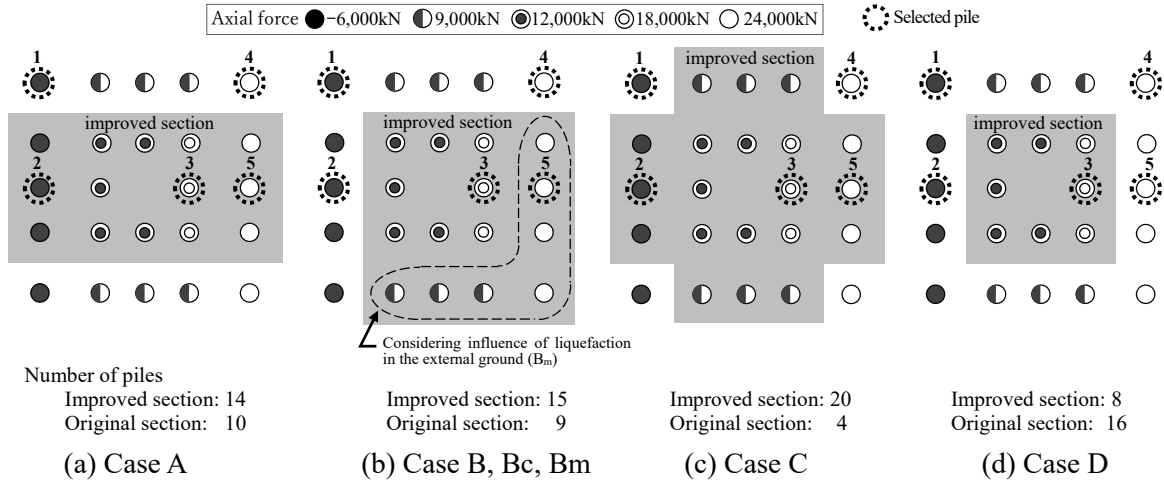 Axial force −6,000kN 9,000kN 12,000kN 18,000kN 24,000kN Selected pile
1 4 1 4 1 improved section 4 1 4
improved section improved section improved section
2 3 5 2 3 5 2 3 5 2 3 5
Considering influence of liquefaction
in the external ground (Bm)
Number of piles
Improved section: 14 Improved section: 15 Improved section: 20 Improved section: 8
Original section: 10 Original section: 9 Original section: 4 Original section: 16
(a) Case A (b) Case B, Bc, Bm (c) Case C (d) Case D